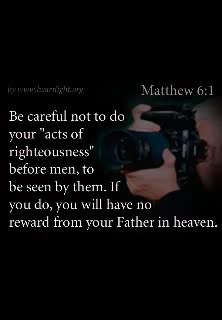 by www.heartlight.org
Matthew 6:1
Be careful not to do
your "acts of
righteousness"
before men, to
be seen by them. If
you do, you will have no
reward from your Father in heaven.